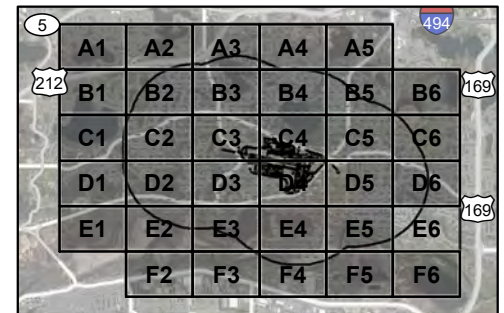 5 494
A1 A2 A3 A4 A5
212 B1 B2 B3 B4 B5 B6 169
C1 C2 C3 C4 C5 C6
D1 D2 D3 D4 D5 D6
169
E1 E2 E3 E4 E5 E6
F2 F3 F4 F5 F6